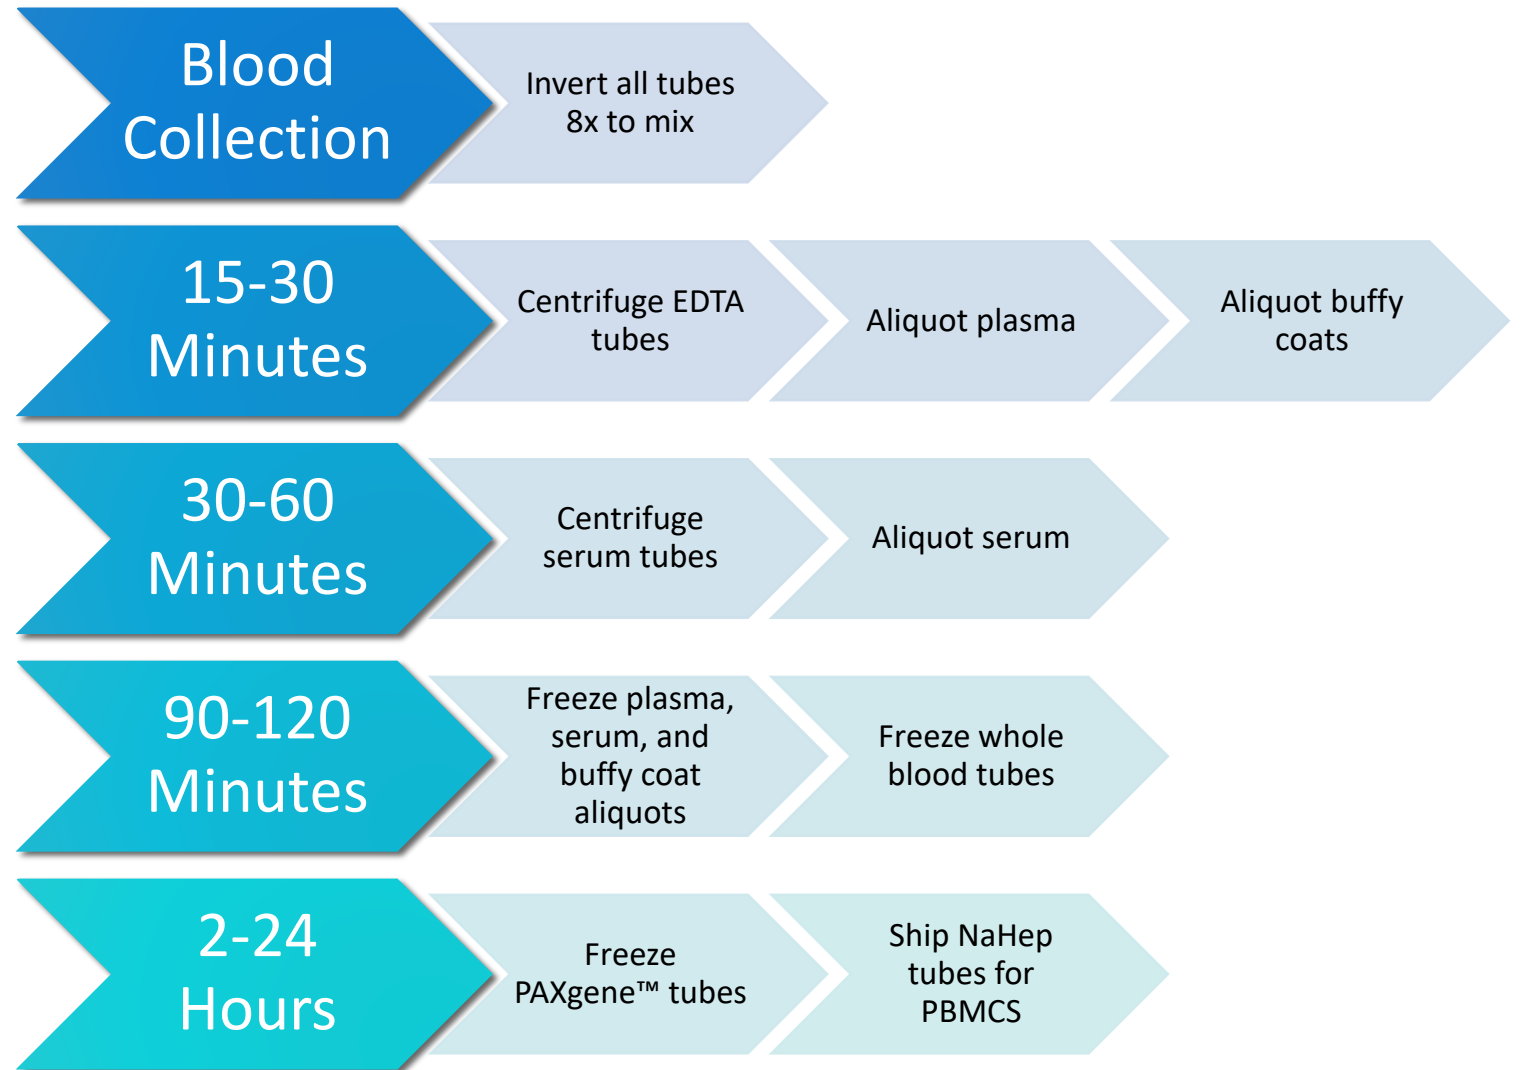 Blood
Collection
Invert all tubes
8x to mix
15-30
Minutes
Centrifuge EDTA
tubes
Aliquot plasma
Aliquot buffy
coats
30-60
Minutes
Centrifuge
serum tubes
Aliquot serum
90-120
Minutes
Freeze plasma,
serum, and
buffy coat
aliquots
Freeze whole
blood tubes
2-24
Hours
Freeze
PAXgene™ tubes
Ship NaHep
tubes for
PBMCS